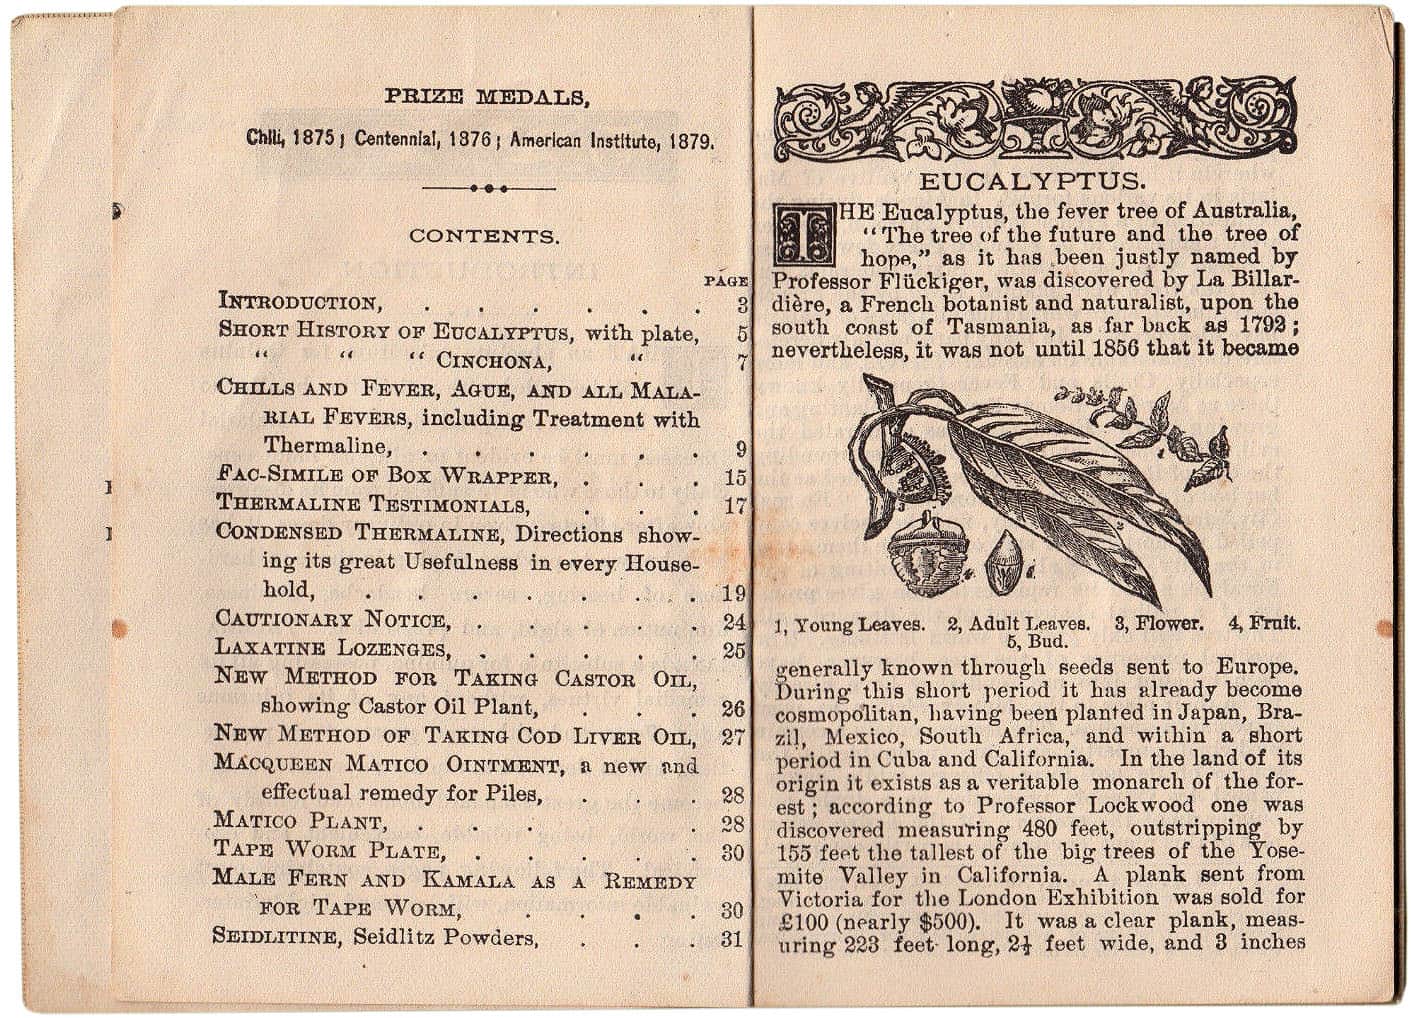 PRIZE MEDALS,
Chili, 1875; Centennial, 1876; American Institute, 1879.
CONTENTS.
PAGE
INTRODUCTION, . . . . . . 3
SHORT HISTORY OF EUCALYPTUS, with plate, 5
“ “ “ CINCHONA, “ 7
CHILLS AND FEVER, AGUE, AND ALL MALA-
RIAL FEVERS, including Treatment with
Thermaline, . . . . . . 9
FAC-SIMILE OF BOX WRAPPER, . . . 15
THERMALINE TESTIMONIALS, . . . 17
CONDENSED THERMALINE, Directions show-
ing its great Usefulness in every House-
hold, . . . . . . . 19
CAUTIONARY NOTICE, . . . . . 24
LAXATINE LOZENGES, . . . . . 25
NEW METHOD FOR TAKING CASTOR OIL,
showing Castor Oil Plant, . . . 26
NEW METHOD OF TAKING COD LIVER OIL, 27
MACQUEEN MATICO OINTMENT, a new and
effectual remedy for Piles, . . . 28
MATICO PLANT, . . . . . . 28
TAPE WORM PLATE, . . . . . 30
MALE FERN AND KAMALA AS A REMEDY
FOR TAPE WORM, . . . . 30
SEIDLITINE, Seidlitz Powders, . . . 31
EUCALYPTUS.
THE Eucalyptus, the fever tree of Australia,
“The tree of the future and the tree of
hope,” as it has been justly named by
Professor Flückiger, was discovered by La Billar-
dière, a French botanist and naturalist, upon the
south coast of Tasmania, as far back as 1792;
nevertheless, it was not until 1856 that it became
1, Young Leaves. 2, Adult Leaves. 3, Flower. 4, Fruit.
5, Bud.
generally known through seeds sent to Europe.
During this short period it has already become
cosmopolitan, having been planted in Japan, Bra-
zil, Mexico, South Africa, and within a short
period in Cuba and California. In the land of its
origin it exists as a veritable monarch of the for-
est; according to Professor Lockwood one was
discovered measuring 480 feet, outstripping by
155 feet the tallest of the big trees of the Yose-
mite Valley in California. A plank sent from
Victoria for the London Exhibition was sold for
£100 (nearly $500). It was a clear plank, meas-
uring 223 feet long, 2½ feet wide, and 3 inches